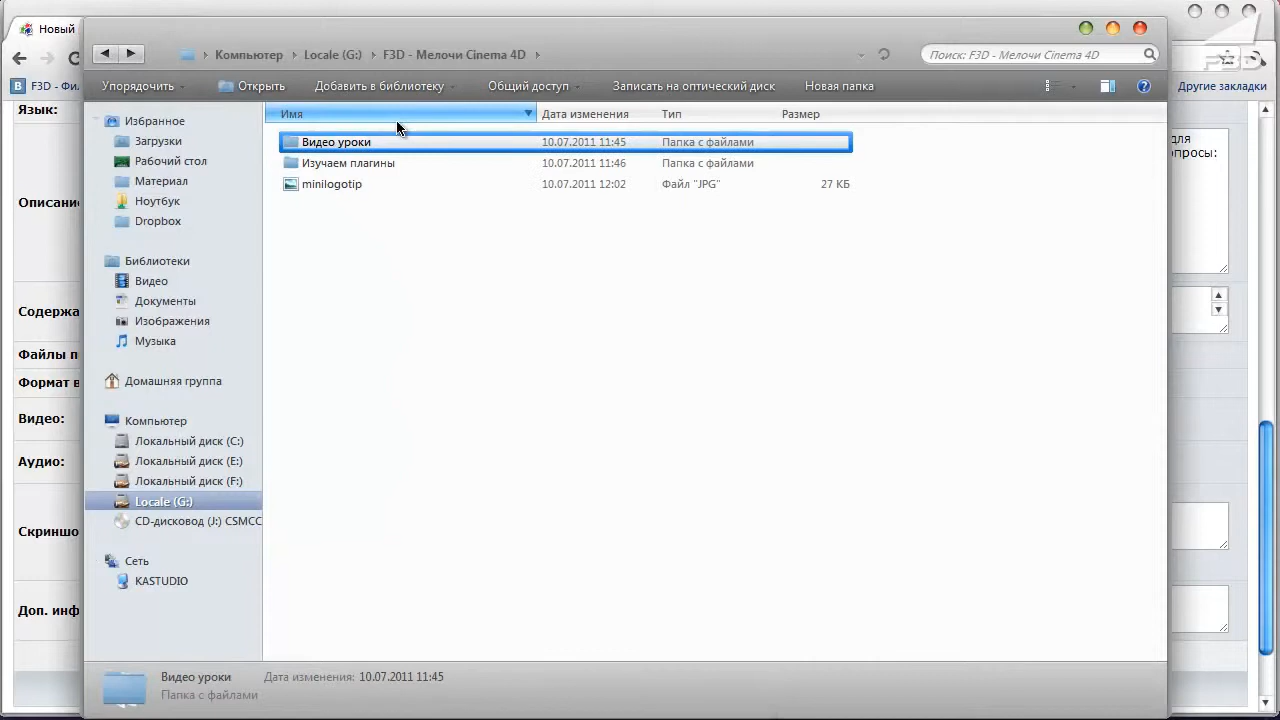 Новый
Компьютер
Locale (G:)
F3D - Мелочи Cinema 4D
Поиск: F3D - Мелочи Cinema 4D
F3D
F3D - Фил
Другие закладки
Упорядочить
Открыть
Добавить в библиотеку
Общий доступ
Записать на оптический диск
Новая папка
Язык:
Описани
Содержа
Файлы п
Формат в
Видео:
Аудио:
Скриншо
Доп. инф
для
опросы:
Избранное
Загрузки
Рабочий стол
Материал
Ноутбук
Dropbox
Библиотеки
Видео
Документы
Изображения
Музыка
Домашняя группа
Компьютер
Локальный диск (C:)
Локальный диск (E:)
Локальный диск (F:)
Locale (G:)
CD-дисковод (J:) CSMCC
Сеть
KASTUDIO
Имя Дата изменения Тип Размер
Видео уроки 10.07.2011 11:45 Папка с файлами
Изучаем плагины 10.07.2011 11:46 Папка с файлами
minilogotip 10.07.2011 12:02 Файл "JPG" 27 КБ
Видео уроки Дата изменения: 10.07.2011 11:45
Папка с файлами